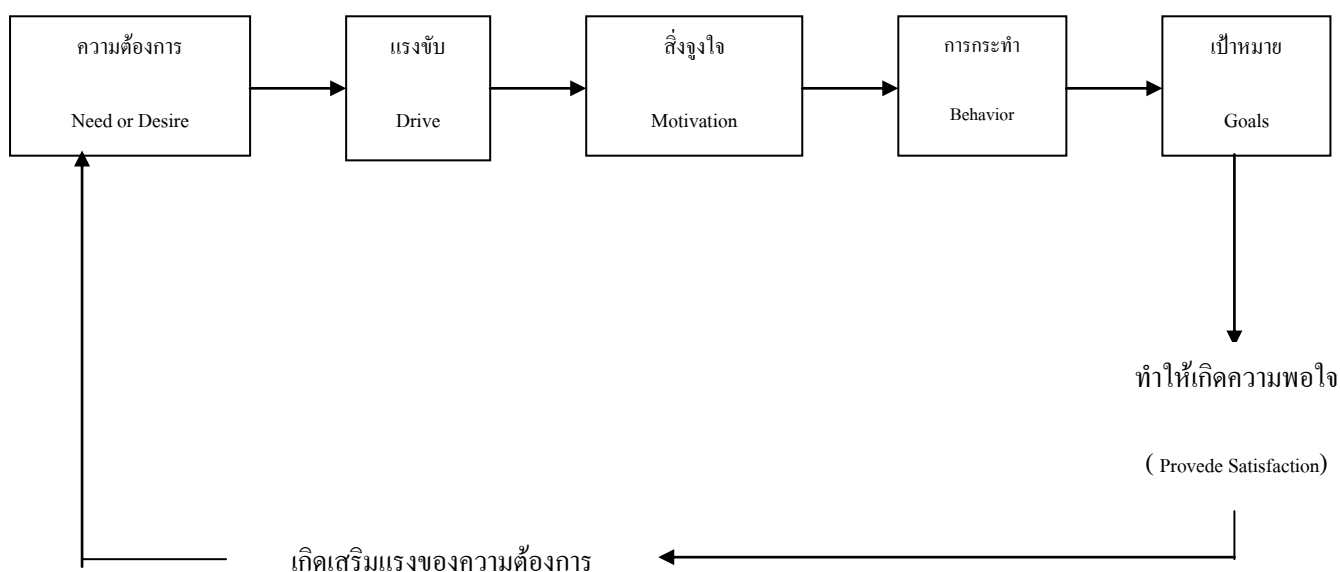 ความต้องการ
Need or Desire
แรงขับ
Drive
สิ่งจูงใจ
Motivation
การกระทำ
Behavior
เป้าหมาย
Goals
ทำให้เกิดความพอใจ
( Provede Satisfaction)
เกิดเสริมแรงของความต้องการ